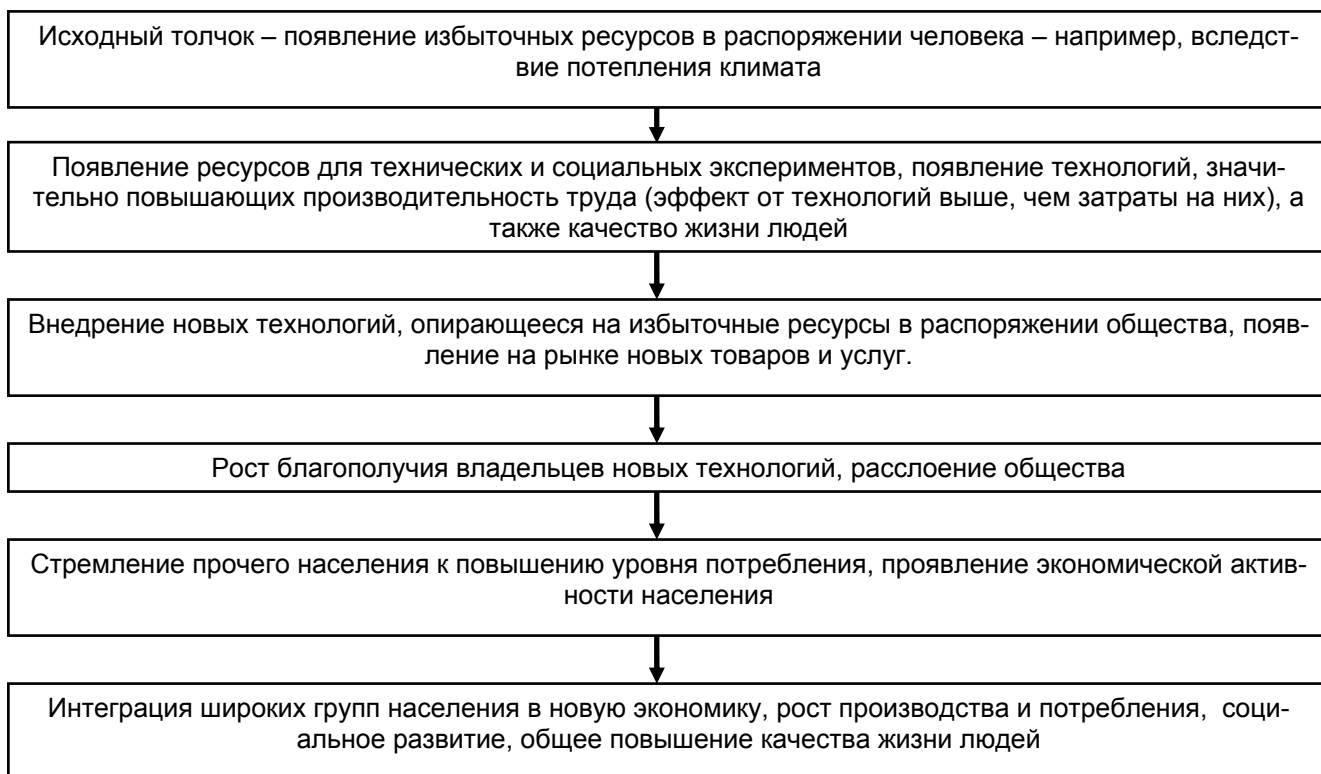 Исходный толчок – появление избыточных ресурсов в распоряжении человека – например, вследст-
вие потепления климата
Появление ресурсов для технических и социальных экспериментов, появление технологий, значи-
тельно повышающих производительность труда (эффект от технологий выше, чем затраты на них), а
также качество жизни людей
Внедрение новых технологий, опирающееся на избыточные ресурсы в распоряжении общества, появ-
ление на рынке новых товаров и услуг.
Рост благополучия владельцев новых технологий, расслоение общества
Стремление прочего населения к повышению уровня потребления, проявление экономической актив-
ности населения
Интеграция широких групп населения в новую экономику, рост производства и потребления, соци-
альное развитие, общее повышение качества жизни людей